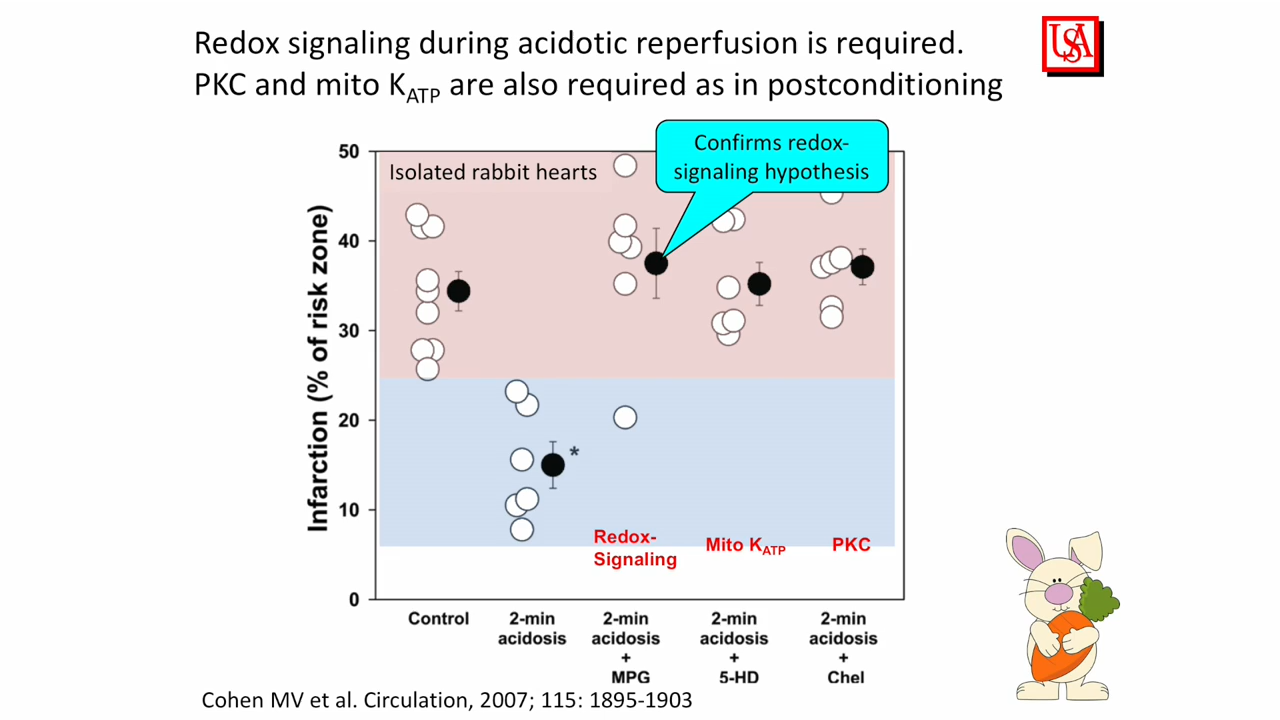 Redox signaling during acidotic reperfusion is required.
PKC and mito KATP are also required as in postconditioning
USA
Confirms redox-
signaling hypothesis
Isolated rabbit hearts
Infarction (% of risk zone)
50
40
30
20
10
0
*
Redox-
Signaling
Mito KATP
PKC
Control
2-min
acidosis
2-min
acidosis
+
MPG
2-min
acidosis
+
5-HD
2-min
acidosis
+
Chel
Cohen MV et al. Circulation, 2007; 115: 1895-1903